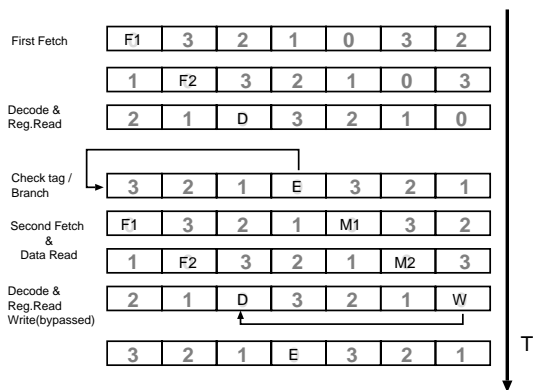 First Fetch F1 3 2 1 0 3 2
1 F2 3 2 1 0 3
Decode &
Reg.Read
2 1 D 3 2 1 0
Check tag /
Branch
3 2 1 E 3 2 1
F1 3 2 1 M1 3 2
Second Fetch
&
Data Read
1 F2 3 2 1 M2 3
Decode &
Reg.Read
Write(bypassed)
2 1 D 3 2 1 W
3 2 1 E 3 2 1
T